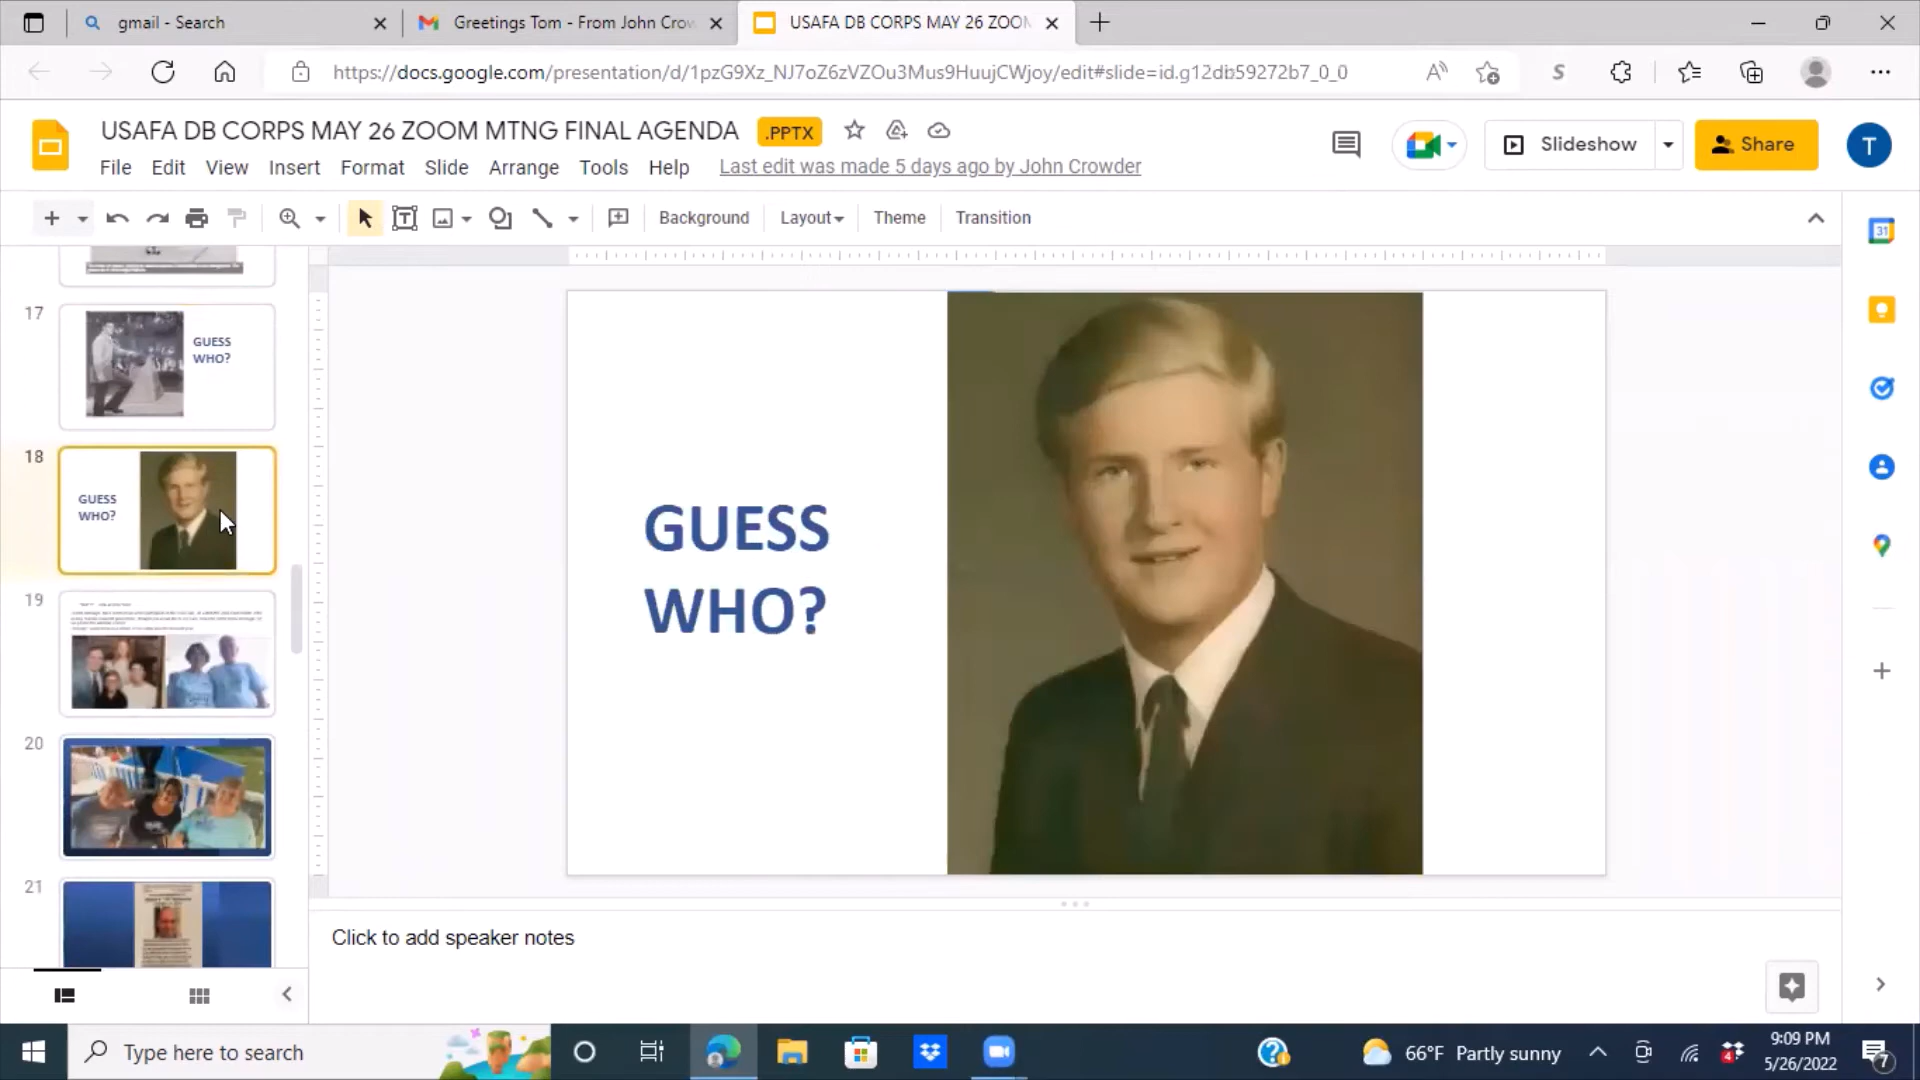 gmail - Search
Greetings Tom - From John Crow
USAFA DB CORPS MAY 26 ZOOM
https://docs.google.com/presentation/d/1pzG9Xz_NJ7oZ6zVZOu3Mus9HuujCWjoy/edit#slide=id.g12db59272b7_0_0
USAFA DB CORPS MAY 26 ZOOM MTNG FINAL AGENDA
.PPTX
File Edit View Insert Format Slide Arrange Tools Help Last edit was made 5 days ago by John Crowder
Slideshow
Share
T
Background Layout Theme Transition
31
17
GUESS
WHO?
18
GUESS
WHO?
19
20
21
GUESS
WHO?
Click to add speaker notes
Type here to search
66°F Partly sunny
4
9:09 PM
5/26/2022
7